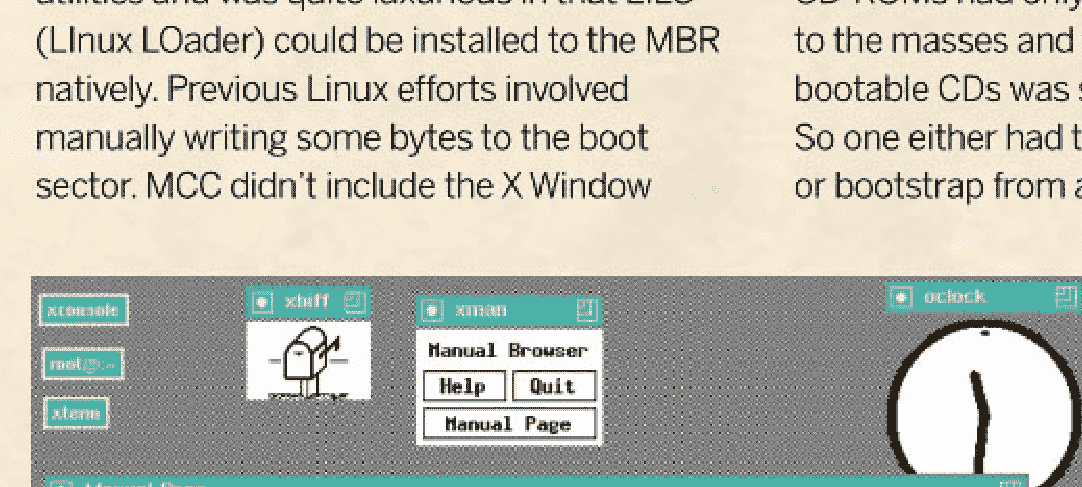 (LInux LOader) could be installed to the MBR
natively. Previous Linux efforts involved
manually writing some bytes to the boot
sector. MCC didn't include the X Window
to the masses and
bootable CDs was
So one either had
or bootstrap from
xconsole
xterm
xbiff
xman
Manual Browser
Help Quit
Manual Page
oclock